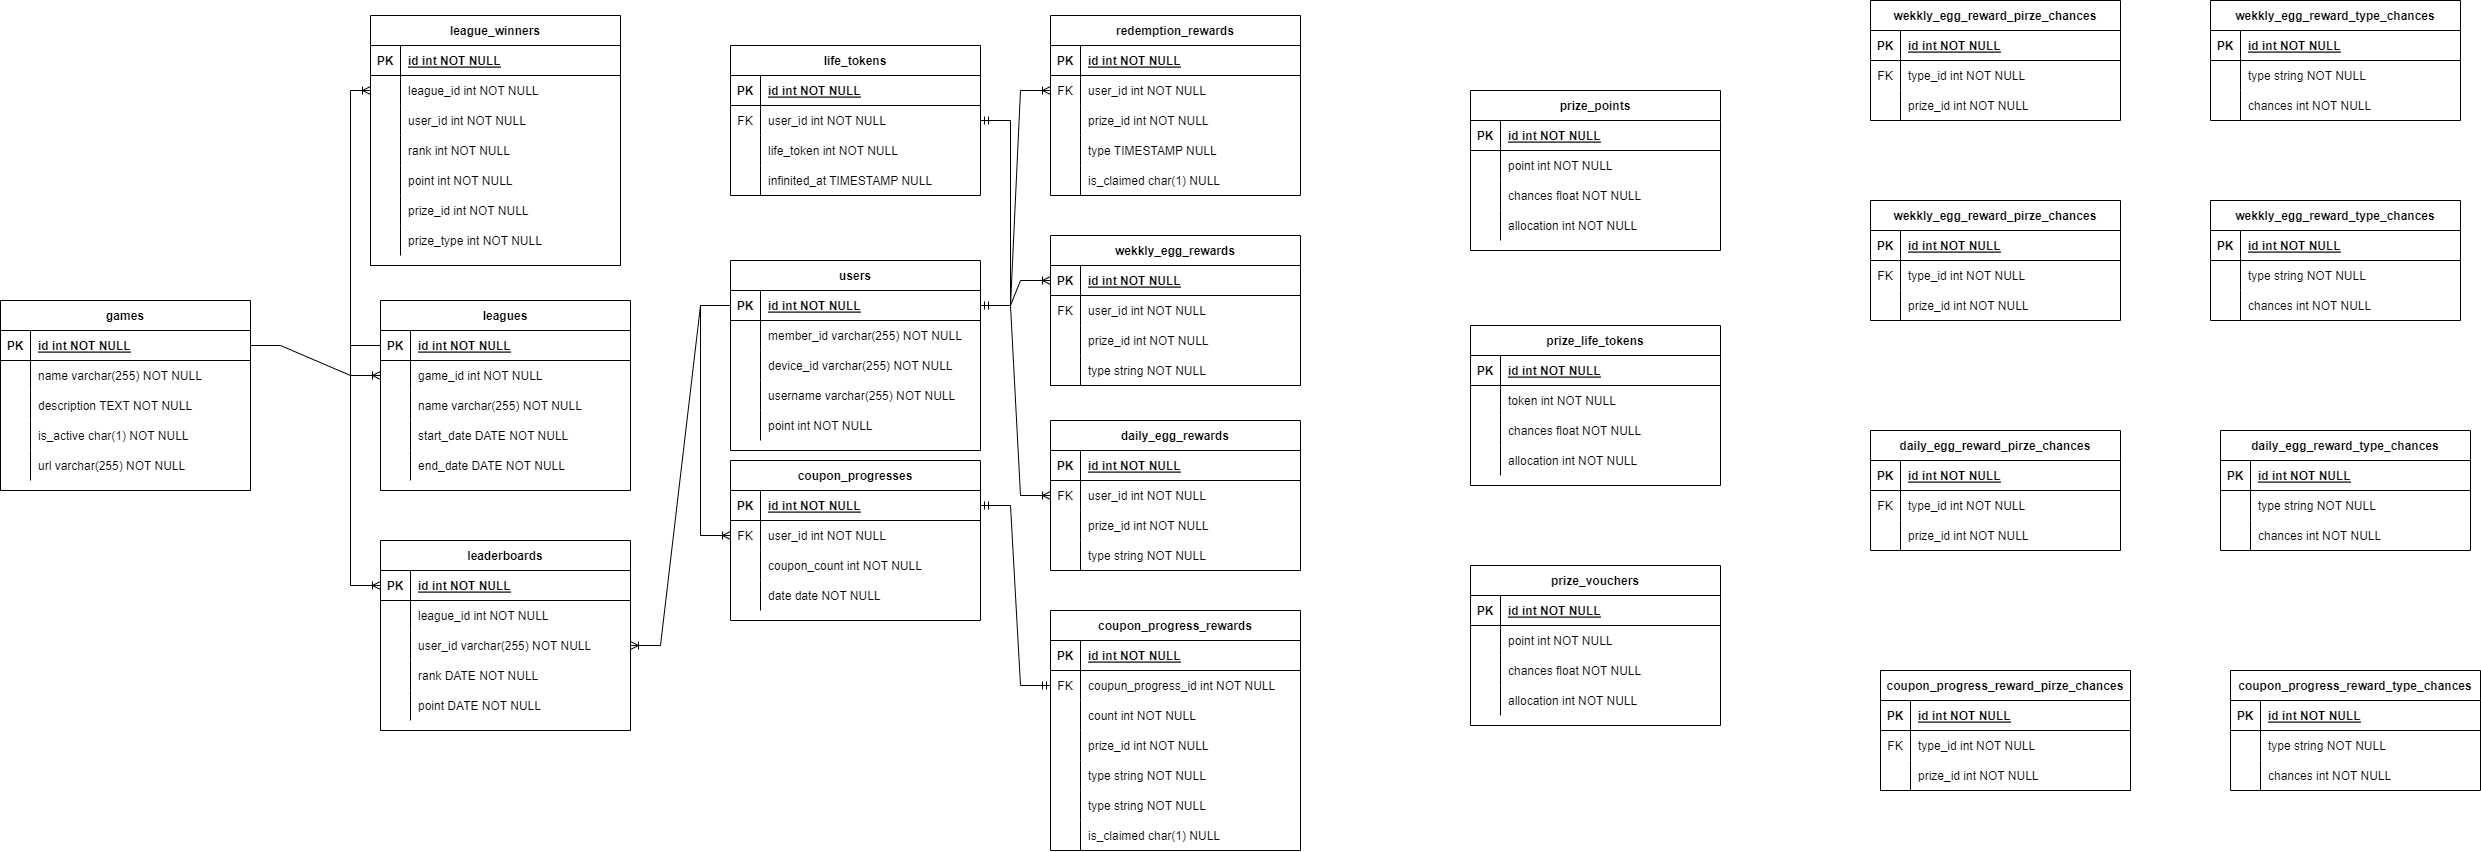 league_winners
PK id int NOT NULL
league_id int NOT NULL
user_id int NOT NULL
rank int NOT NULL
point int NOT NULL
prize_id int NOT NULL
prize_type int NOT NULL
games
PK id int NOT NULL
name varchar(255) NOT NULL
description TEXT NOT NULL
is_active char(1) NOT NULL
url varchar(255) NOT NULL
leagues
PK id int NOT NULL
game_id int NOT NULL
name varchar(255) NOT NULL
start_date DATE NOT NULL
end_date DATE NOT NULL
leaderboards
PK id int NOT NULL
league_id int NOT NULL
user_id varchar(255) NOT NULL
rank DATE NOT NULL
point DATE NOT NULL
life_tokens
PK id int NOT NULL
FK user_id int NOT NULL
life_token int NOT NULL
infinited_at TIMESTAMP NULL
users
PK id int NOT NULL
member_id varchar(255) NOT NULL
device_id varchar(255) NOT NULL
username varchar(255) NOT NULL
point int NOT NULL
coupon_progresses
PK id int NOT NULL
FK user_id int NOT NULL
coupon_count int NOT NULL
date date NOT NULL
redemption_rewards
PK id int NOT NULL
FK user_id int NOT NULL
prize_id int NOT NULL
type TIMESTAMP NULL
is_claimed char(1) NULL
wekkly_egg_rewards
PK id int NOT NULL
FK user_id int NOT NULL
prize_id int NOT NULL
type string NOT NULL
daily_egg_rewards
PK id int NOT NULL
FK user_id int NOT NULL
prize_id int NOT NULL
type string NOT NULL
coupon_progress_rewards
PK id int NOT NULL
FK coupun_progress_id int NOT NULL
count int NOT NULL
prize_id int NOT NULL
type string NOT NULL
type string NOT NULL
is_claimed char(1) NULL
prize_points
PK id int NOT NULL
point int NOT NULL
chances float NOT NULL
allocation int NOT NULL
prize_life_tokens
PK id int NOT NULL
token int NOT NULL
chances float NOT NULL
allocation int NOT NULL
prize_vouchers
PK id int NOT NULL
point int NOT NULL
chances float NOT NULL
allocation int NOT NULL
wekkly_egg_reward_pirze_chances
PK id int NOT NULL
FK type_id int NOT NULL
prize_id int NOT NULL
wekkly_egg_reward_type_chances
PK id int NOT NULL
type string NOT NULL
chances int NOT NULL
wekkly_egg_reward_pirze_chances
PK id int NOT NULL
FK type_id int NOT NULL
prize_id int NOT NULL
wekkly_egg_reward_type_chances
PK id int NOT NULL
type string NOT NULL
chances int NOT NULL
daily_egg_reward_pirze_chances
PK id int NOT NULL
FK type_id int NOT NULL
prize_id int NOT NULL
daily_egg_reward_type_chances
PK id int NOT NULL
type string NOT NULL
chances int NOT NULL
coupon_progress_reward_pirze_chances
PK id int NOT NULL
FK type_id int NOT NULL
prize_id int NOT NULL
coupon_progress_reward_type_chances
PK id int NOT NULL
type string NOT NULL
chances int NOT NULL